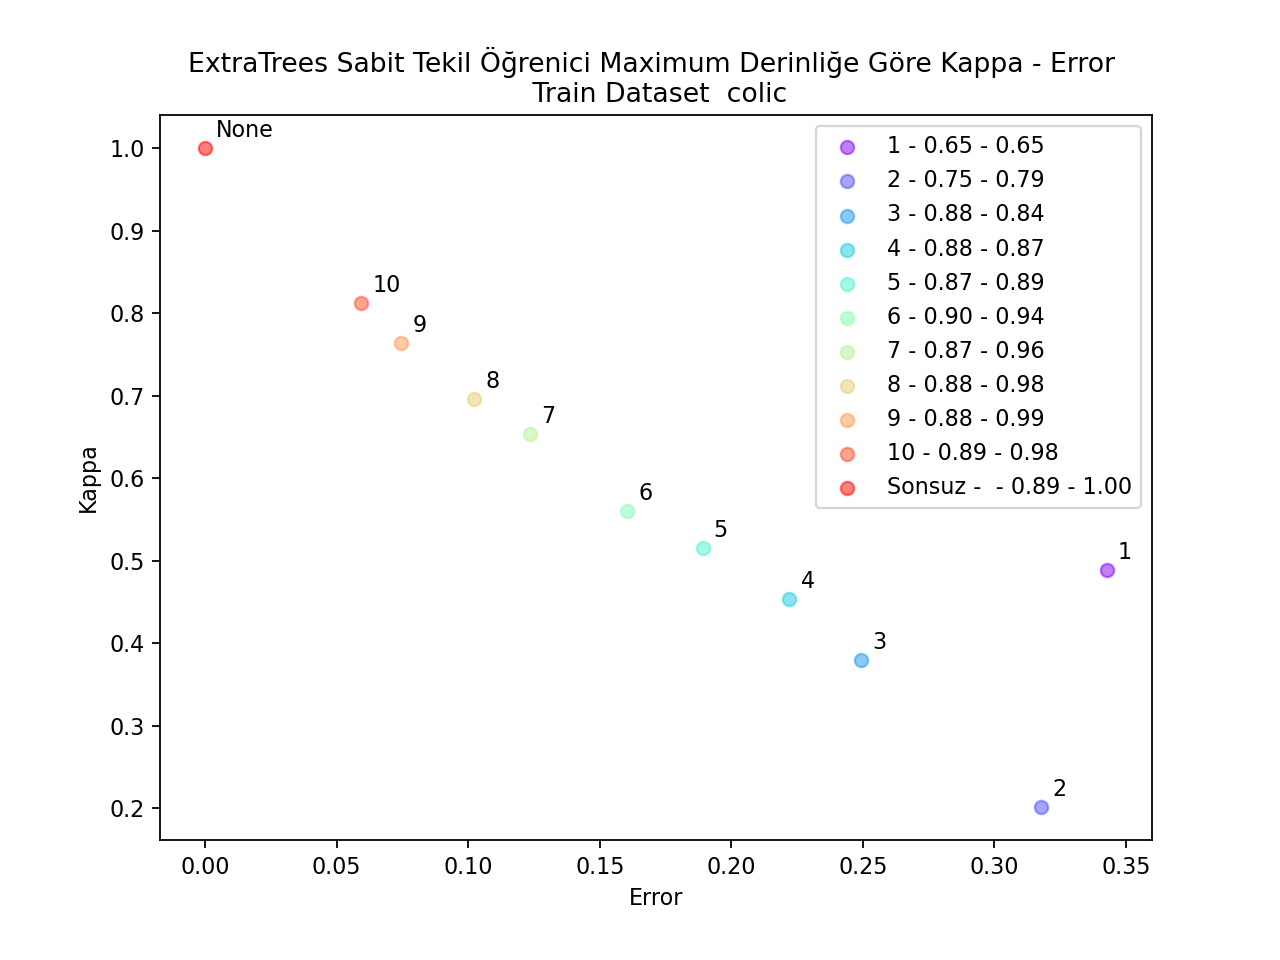 ExtraTrees Sabit Tekil Öğrenici Maximum Derinliğe Göre Kappa - Error
Train Dataset  colic
None
10
9
8
7
6
5
4
3
2
1
1 - 0.65 - 0.65
2 - 0.75 - 0.79
3 - 0.88 - 0.84
4 - 0.88 - 0.87
5 - 0.87 - 0.89
6 - 0.90 - 0.94
7 - 0.87 - 0.96
8 - 0.88 - 0.98
9 - 0.88 - 0.99
10 - 0.89 - 0.98
Sonsuz -  - 0.89 - 1.00
1.0
0.9
0.8
0.7
0.6
0.5
0.4
0.3
0.2
Kappa
0.00 0.05 0.10 0.15 0.20 0.25 0.30 0.35
Error